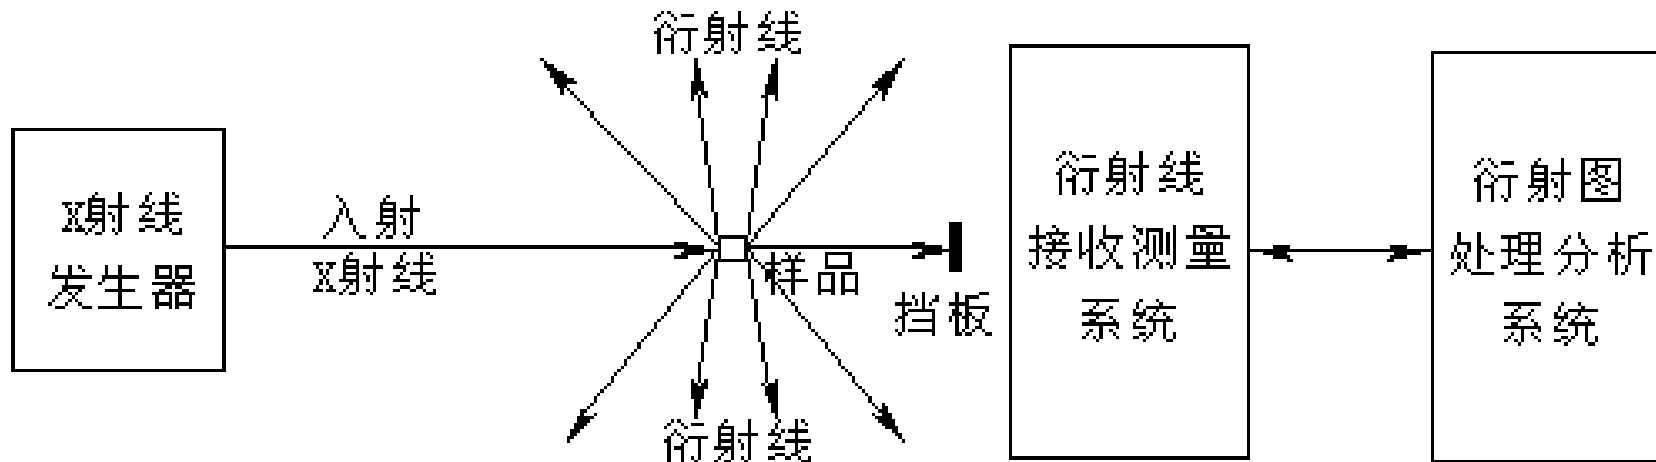 衍射线
X射线
发生器
入射
X射线
样品
挡板
衍射线
衍射线
接收测量
系统
衍射图
处理分析
系统